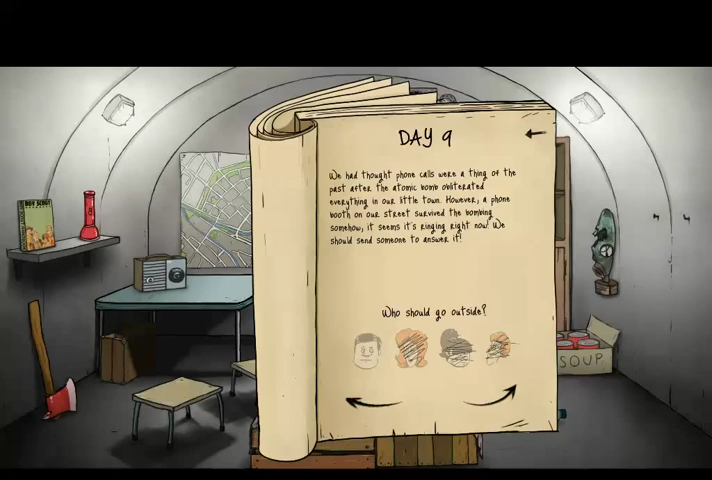 DAY 9
We had thought phone calls were a thing of the
past after the atomic bomb obliterated
everything in our little town. However, a phone
booth on our street survived the bombing
somehow, it seems it's ringing right now! We
should send someone to answer it!
Who should go outside?
BOY SCOUT
SOUP